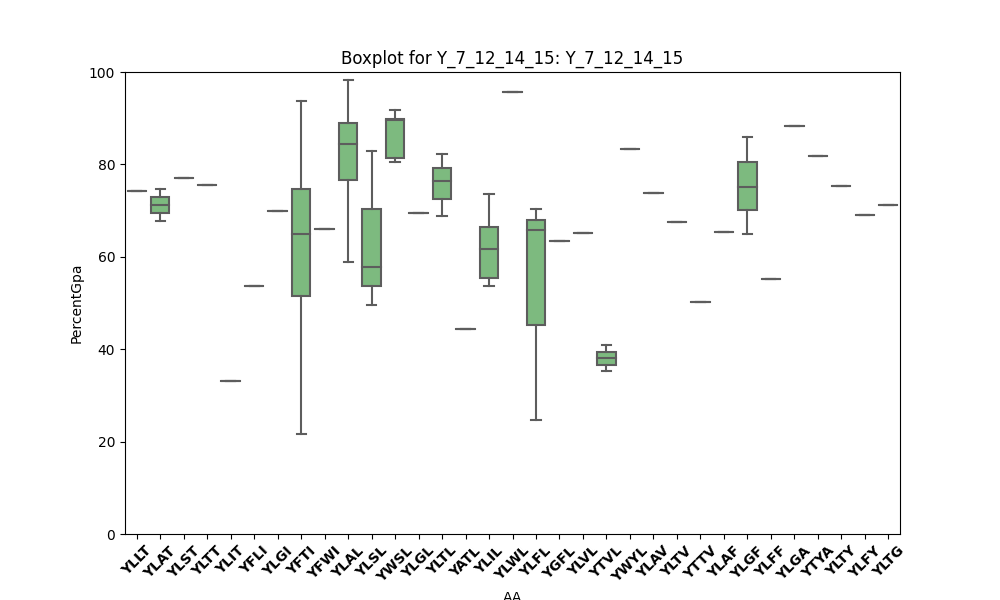 Boxplot for Y_7_12_14_15: Y_7_12_14_15
100
80
60
40
20
0
PercentGpa
YLLT YLAT YLST YLTT YLIT YFLI YLGI YFTI YFWI YLAL YLSL YWSL YLGL YLTL YATL YLIL YLWL YLFL YGFL YLVL YTVL YWYL YLAV YLTV YTTV YLAF YLGF YLFF YLGA YTYA YLTY YLFY YLTG
AA